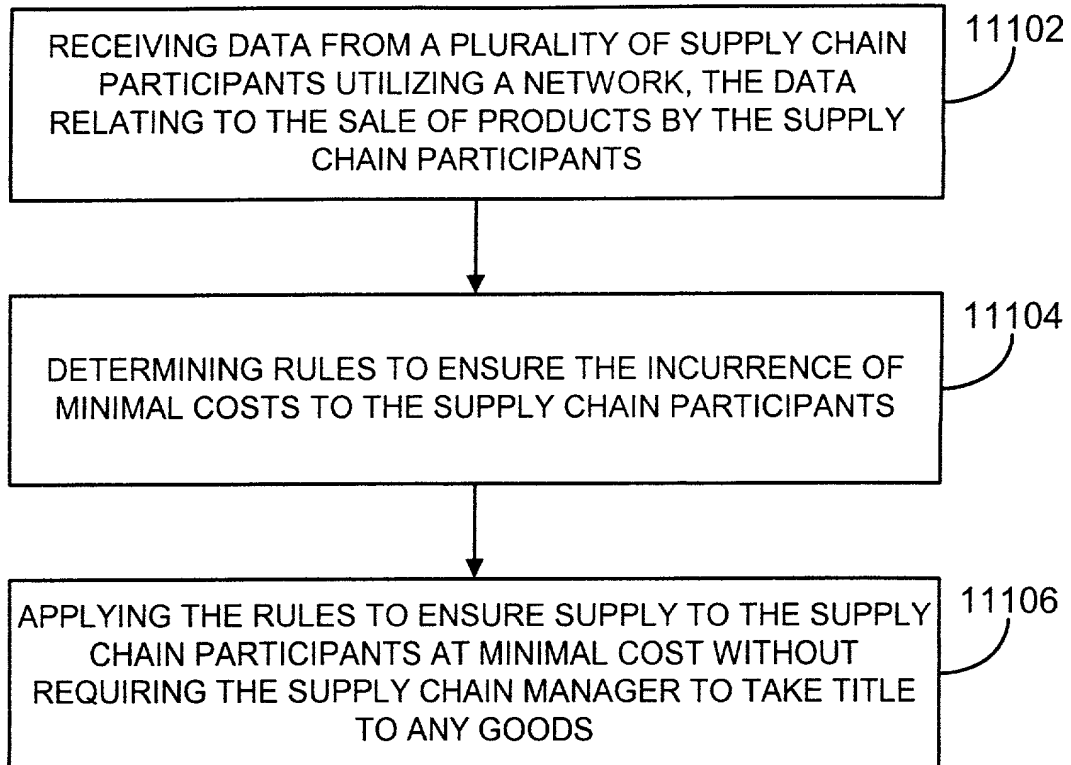 RECEIVING DATA FROM A PLURALITY OF SUPPLY CHAIN
PARTICIPANTS UTILIZING A NETWORK, THE DATA
RELATING TO THE SALE OF PRODUCTS BY THE SUPPLY
CHAIN PARTICIPANTS
11102
DETERMINING RULES TO ENSURE THE INCURRENCE OF
MINIMAL COSTS TO THE SUPPLY CHAIN PARTICIPANTS
11104
APPLYING THE RULES TO ENSURE SUPPLY TO THE SUPPLY
CHAIN PARTICIPANTS AT MINIMAL COST WITHOUT
REQUIRING THE SUPPLY CHAIN MANAGER TO TAKE TITLE
TO ANY GOODS
11106